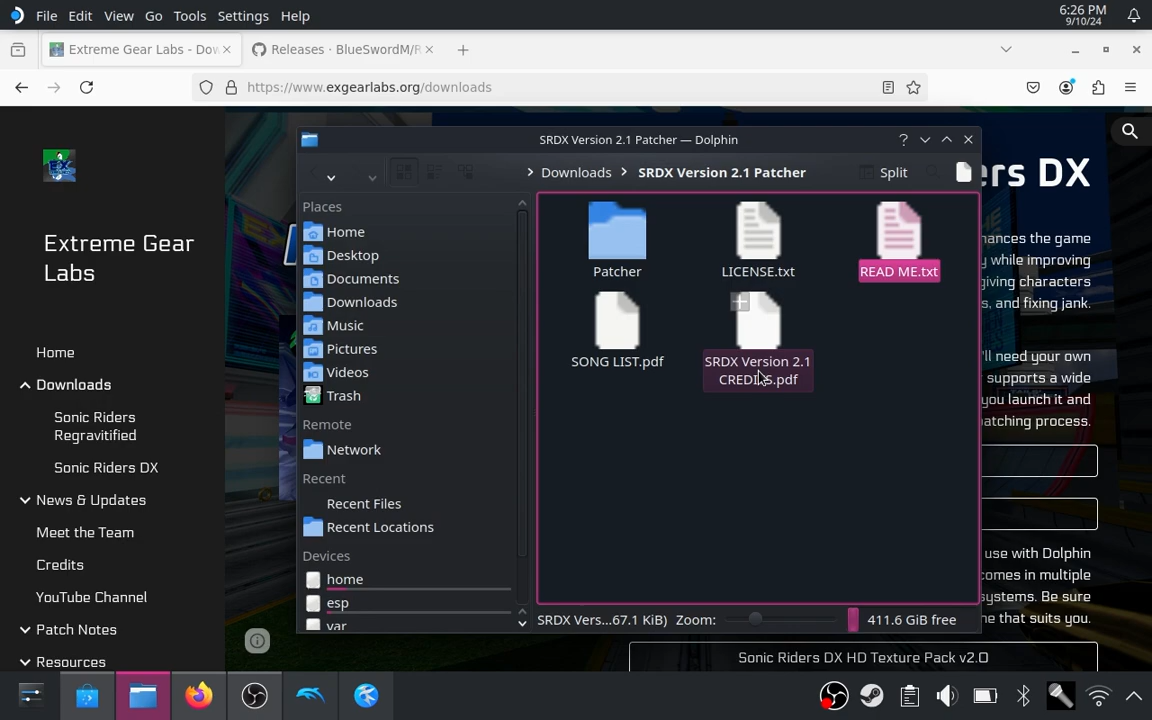 File Edit View Go Tools Settings Help
6:26 PM
9/10/24
Extreme Gear Labs - Dow
Releases · BlueSwordM/R
https://www.exgearlabs.org/downloads
SRDX Version 2.1 Patcher — Dolphin
Downloads
SRDX Version 2.1 Patcher
Split
ers DX
Extreme Gear
Labs
Home
Downloads
Sonic Riders
Regravitified
Sonic Riders DX
News & Updates
Meet the Team
Credits
YouTube Channel
Patch Notes
Resources
Places
Home
Desktop
Documents
Downloads
Music
Pictures
Videos
Trash
Remote
Network
Recent
Recent Files
Recent Locations
Devices
home
esp
var
Patcher
LICENSE.txt
READ ME.txt
SONG LIST.pdf
SRDX Version 2.1
CREDITS.pdf
SRDX Vers...67.1 KiB)
Zoom:
411.6 GiB free
hances the game
y while improving
giving characters
s, and fixing jank.
'll need your own
supports a wide
you launch it and
atching process.
use with Dolphin
comes in multiple
systems. Be sure
ne that suits you.
Sonic Riders DX HD Texture Pack v2.0